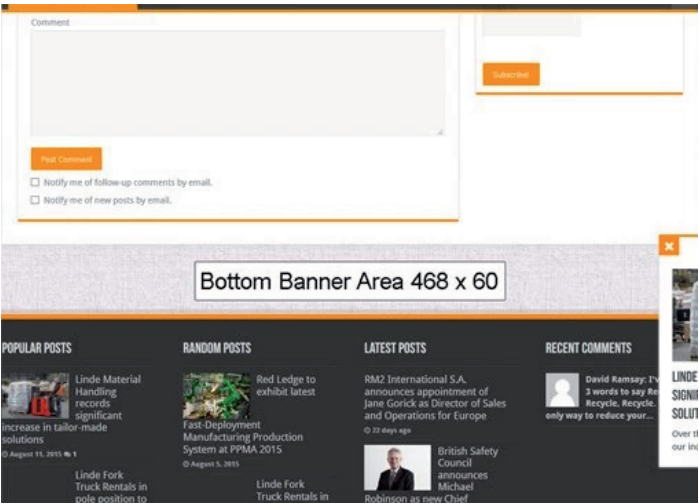 Comment
Subscribe
Post Comment
Notify me of follow-up comments by email.
Notify me of new posts by email.
Bottom Banner Area 468 x 60
POPULAR POSTS
Linde Material
Handling
records
significant
increase in tailor-made
solutions
August 11, 2015 1
Linde Fork
Truck Rentals in
pole position to
RANDOM POSTS
Red Ledge to
exhibit latest
Fast-Deployment
Manufacturing Production
System at PPMA 2015
August 5, 2015
Linde Fork
Truck Rentals in
LATEST POSTS
RM2 International S.A.
announces appointment of
Jane Gorick as Director of Sales
and Operations for Europe
22 days ago
British Safety
Council
announces
Michael
Robinson as new Chief
RECENT COMMENTS
David Ramsay: I'v
3 words to say Re
Recycle, Recycle.
only way to reduce your...
LINDE
SIGNI
SOLUT
Over th
our inc